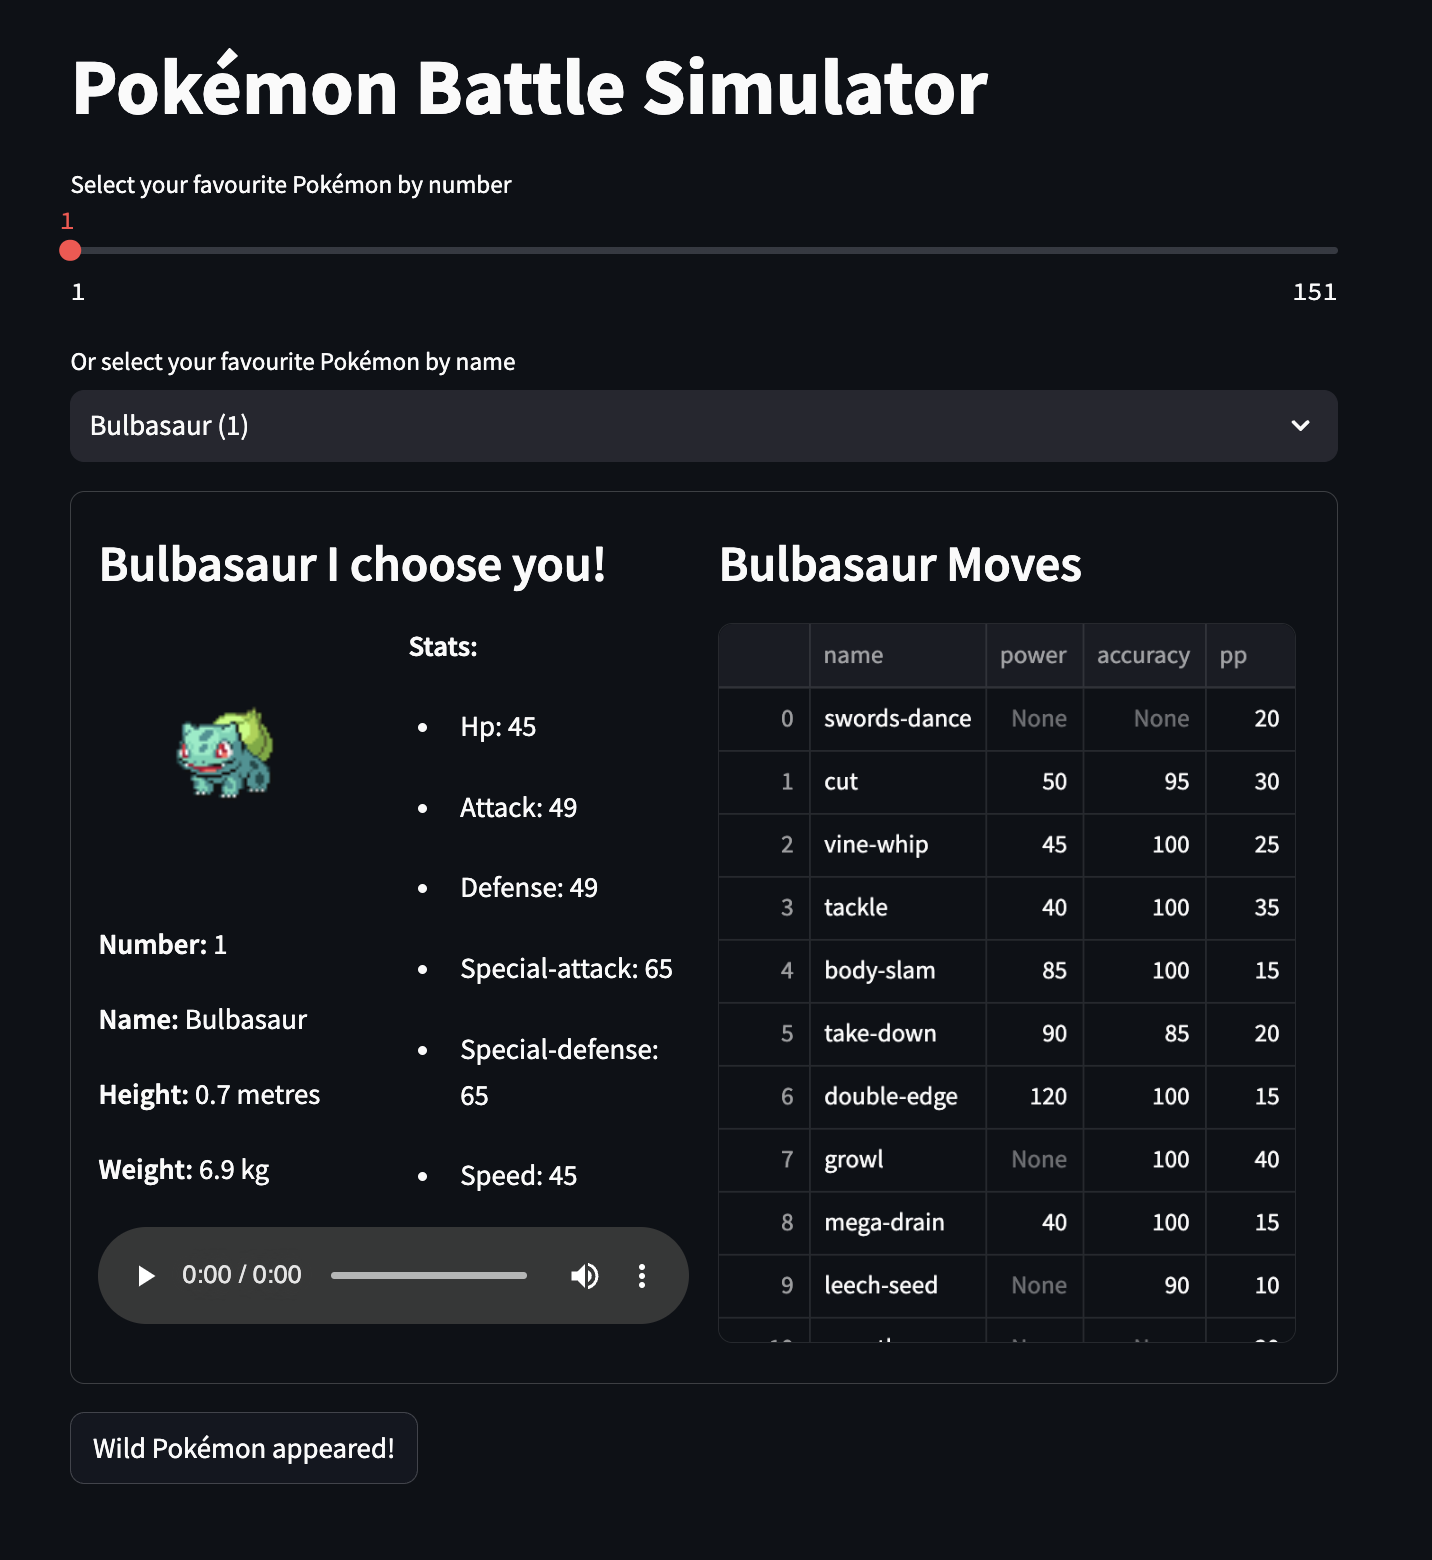 Pokémon Battle Simulator
Select your favourite Pokémon by number
1
1 151
Or select your favourite Pokémon by name
Bulbasaur (1)
Bulbasaur I choose you!
Stats:
Hp: 45
Attack: 49
Defense: 49
Special-attack: 65
Special-defense:
65
Speed: 45
Number: 1
Name: Bulbasaur
Height: 0.7 metres
Weight: 6.9 kg
0:00 / 0:00
Bulbasaur Moves
name power accuracy pp
0 swords-dance None None 20
1 cut 50 95 30
2 vine-whip 45 100 25
3 tackle 40 100 35
4 body-slam 85 100 15
5 take-down 90 85 20
6 double-edge 120 100 15
7 growl None 100 40
8 mega-drain 40 100 15
9 leech-seed None 90 10
Wild Pokémon appeared!